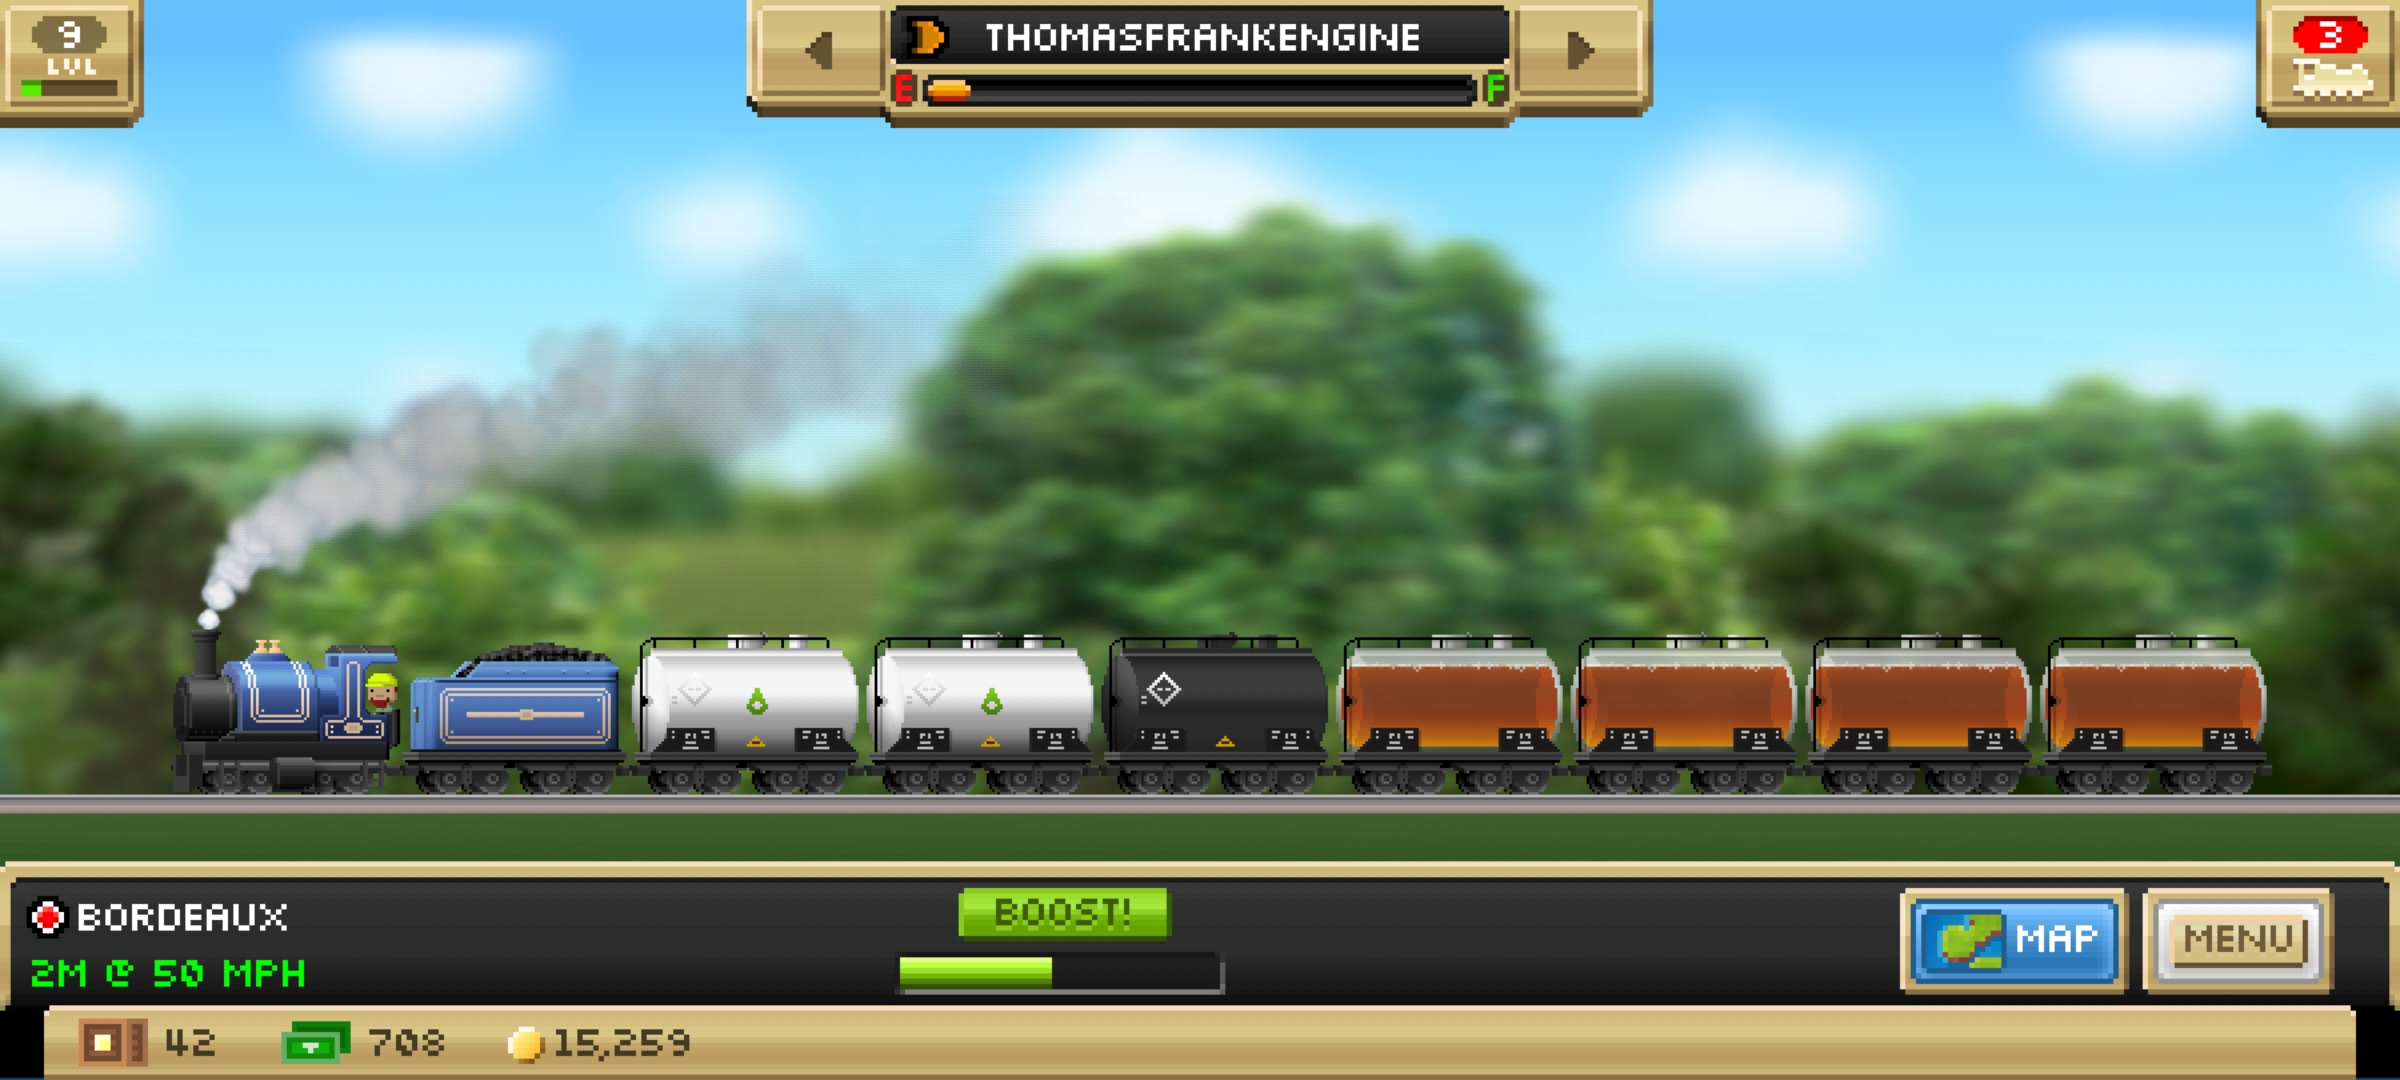 9
LVL
THOMASFRANKENGINE
E F
3
BORDEAUX
2M @ 50 MPH
BOOST!
MAP
MENU
42
708
15,259